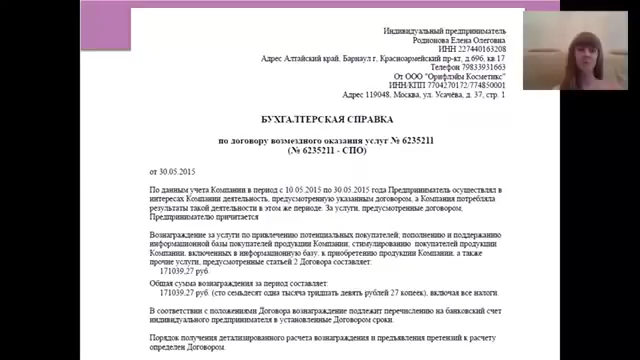 Индивидуальный предприниматель
Родионова Елена Олеговна
ИНН 227440163208
Адрес Алтайский край, Барнаул г, Красноармейский пр-кт, д.69б, кв 17
Телефон 79833931663
От ООО "Орифлэйм Косметикс"
ИНН/КПП 7704270172/774850001
Адрес 119048, Москва, ул. Усачёва, д. 37, стр. 1
БУХГАЛТЕРСКАЯ СПРАВКА
по договору возмездного оказания услуг № 6235211
(№ 6235211 - СПО)
от 30.05.2015
По данным учета Компании в период с 10.05.2015 по 30.05.2015 года Предприниматель осуществлял в
интересах Компании деятельность, предусмотренную указанным договором, а Компания потребляла
результаты такой деятельности в этом же периоде. За услуги, предусмотренные договором,
Предпринимателю причитается
Вознаграждение за услуги по привлечению потенциальных покупателей; пополнению и поддержанию
информационной базы покупателей продукции Компании; стимулированию покупателей продукции
Компании, включенных в информационную базу, к приобретению продукции Компании, а также
прочие услуги, предусмотренные статьей 2 Договора составляет:
171039,27 руб.
Общая сумма вознаграждения за период составляет:
171039,27 руб. (сто семьдесят одна тысяча тридцать девять рублей 27 копеек), включая все налоги.
В соответствии с положениями Договора вознаграждение подлежит перечислению на банковский счет
индивидуального предпринимателя в установленные Договором сроки.
Порядок получения детализированного расчета вознаграждения и предъявления претензий к расчету
определен Договором.